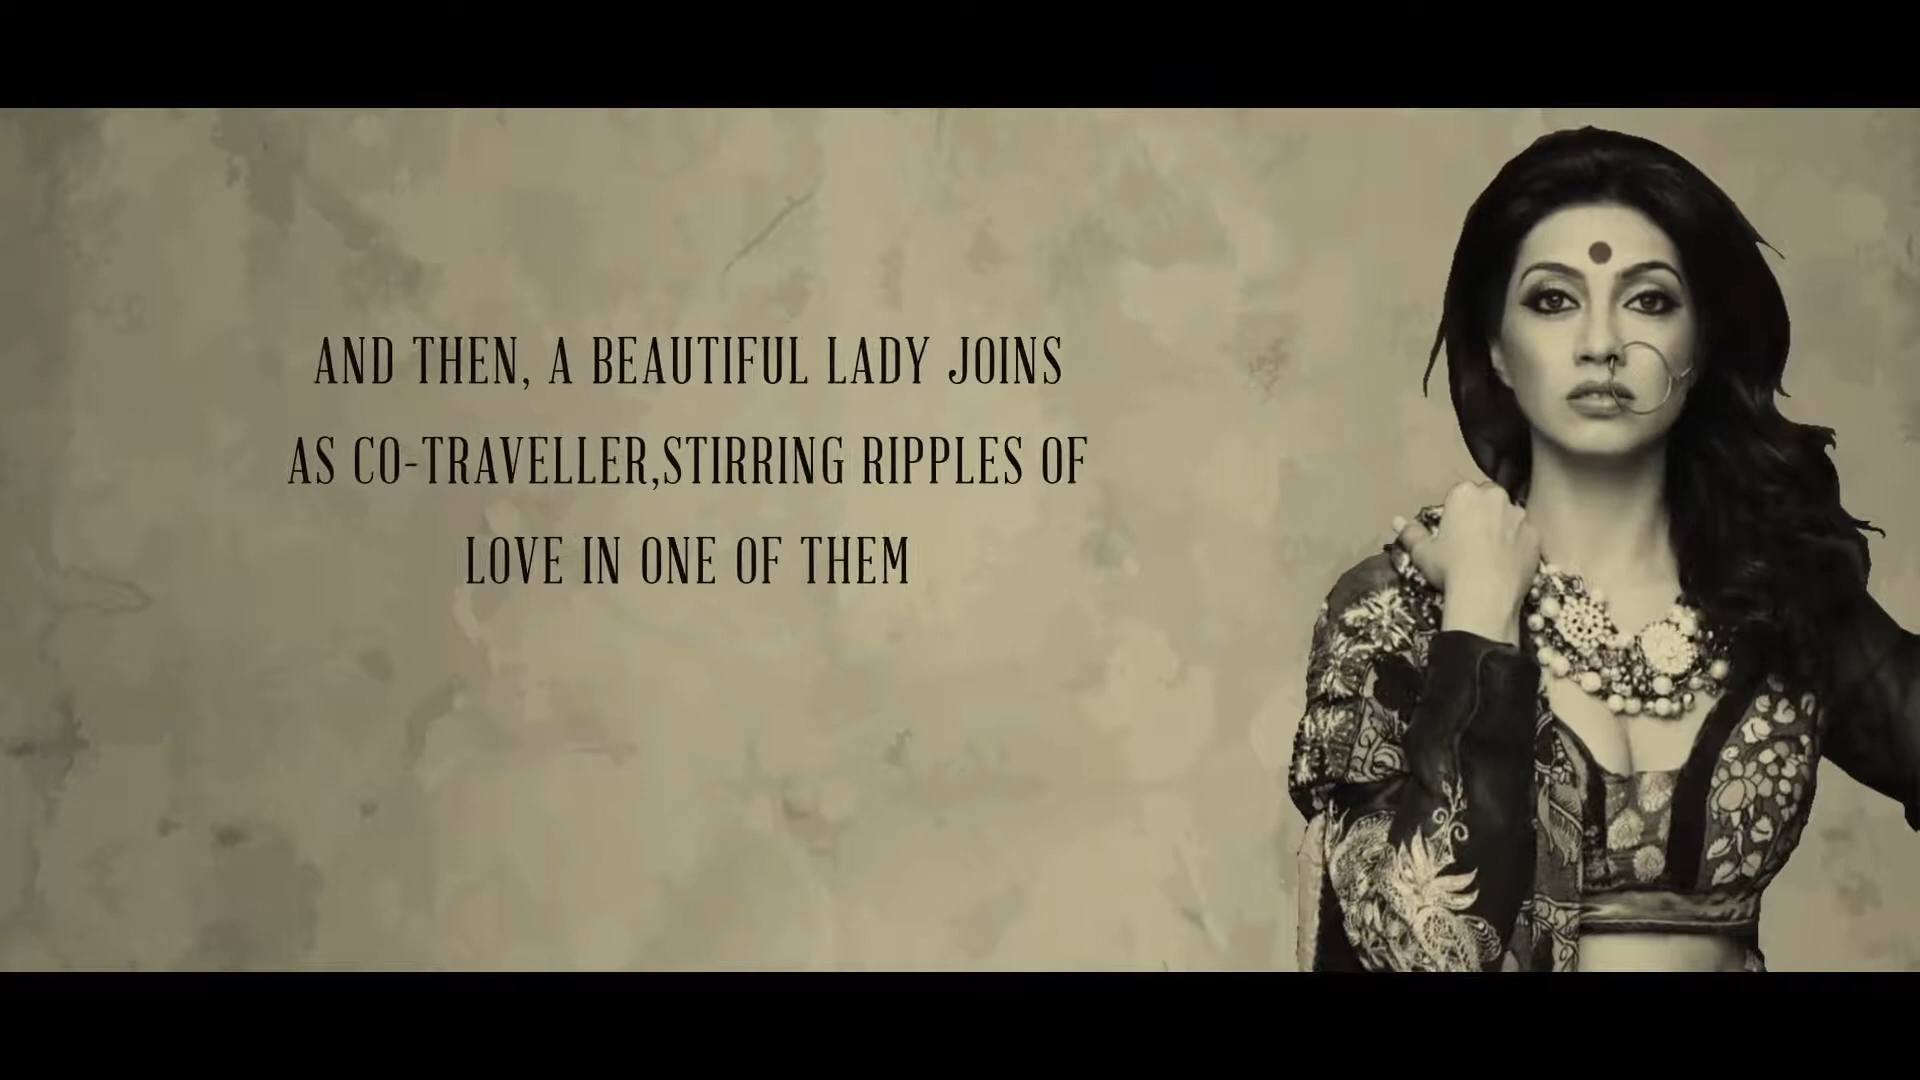 AND THEN, A BEAUTIFUL LADY JOINS
AS CO-TRAVELLER,STIRRING RIPPLES OF
LOVE IN ONE OF THEM